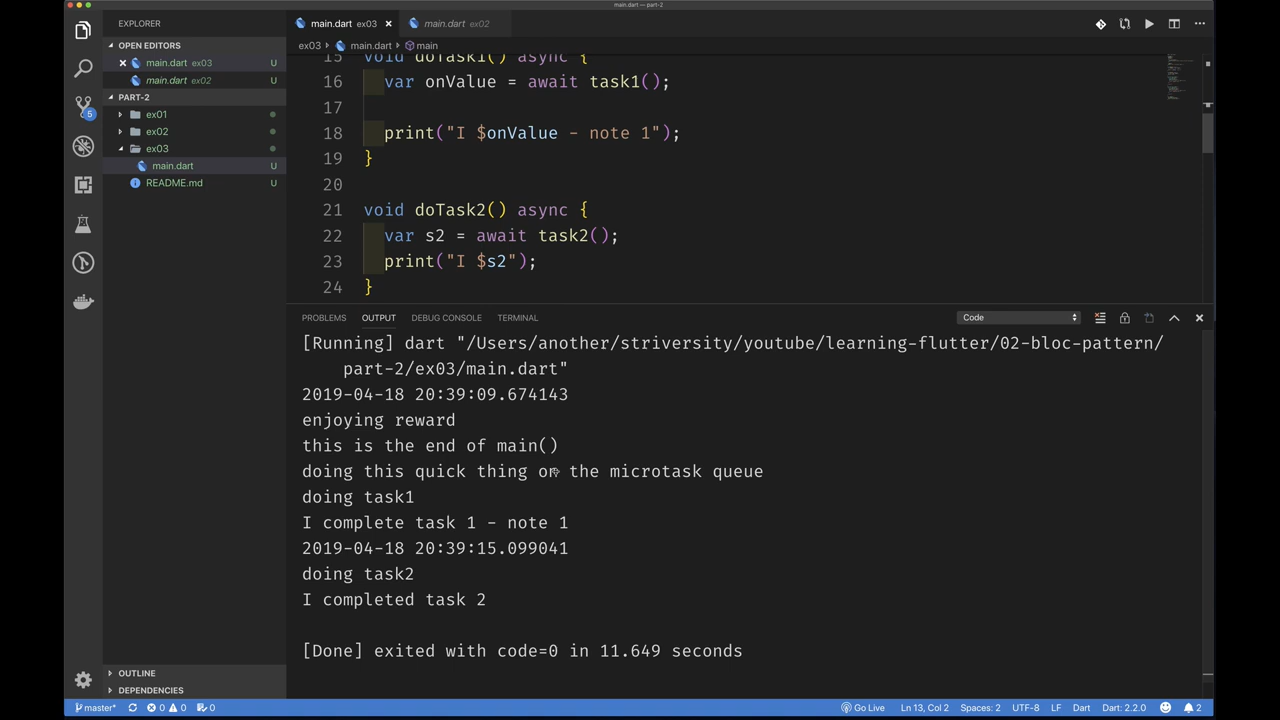 main.dart — part-2
EXPLORER
main.dart ex03
main.dart ex02
OPEN EDITORS
main.dart ex03 U
main.dart ex02 U
PART-2
ex01
ex02
ex03
main.dart U
README.md U
5
OUTLINE
DEPENDENCIES
ex03 main.dart main
15 void doTask1() async {
16 var onValue = await task1();
17
18 print("I $onValue - note 1");
19 }
20
21 void doTask2() async {
22 var s2 = await task2();
23 print("I $s2");
24 }
PROBLEMS OUTPUT DEBUG CONSOLE TERMINAL Code
[Running] dart "/Users/another/striversity/youtube/learning-flutter/02-bloc-pattern/
part-2/ex03/main.dart"
2019-04-18 20:39:09.674143
enjoying reward
this is the end of main()
doing this quick thing on the microtask queue
doing task1
I complete task 1 - note 1
2019-04-18 20:39:15.099041
doing task2
I completed task 2
[Done] exited with code=0 in 11.649 seconds
master* 0 0 0 Go Live Ln 13, Col 2 Spaces: 2 UTF-8 LF Dart Dart: 2.2.0 2